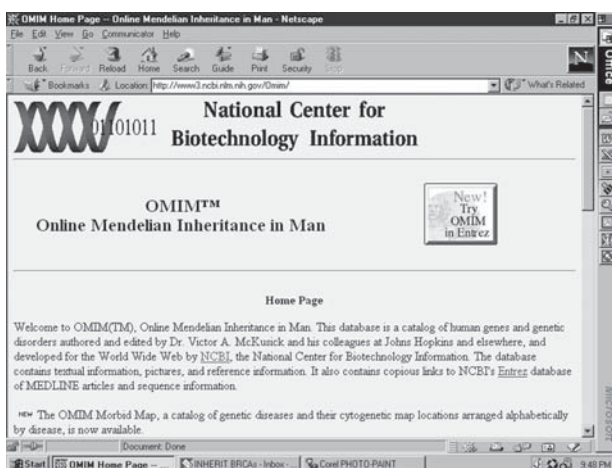 OMIM Home Page -- Online Mendelian Inheritance in Man - Netscape
File Edit View Go Communicator Help
Back Forward Reload Home Search Guide Print Security Stop
N
Bookmarks Location: http://www3.ncbi.nlm.nih.gov/Omim/ What's Related
Office
01101011
National Center for
Biotechnology Information
OMIM™
Online Mendelian Inheritance in Man
New!
Try
OMIM
in Entrez
Home Page
Welcome to OMIM(TM), Online Mendelian Inheritance in Man. This database is a catalog of human genes and genetic
disorders authored and edited by Dr. Victor A. McKusick and his colleagues at Johns Hopkins and elsewhere, and
developed for the World Wide Web by NCBI, the National Center for Biotechnology Information. The database
contains textual information, pictures, and reference information. It also contains copious links to NCBI's Entrez database
of MEDLINE articles and sequence information.
NEW The OMIM Morbid Map, a catalog of genetic diseases and their cytogenetic map locations arranged alphabetically
by disease, is now available.
Document: Done
Start OMIM Home Page -- ... INHERIT BRCAs - Inbox - ... Corel PHOTO-PAINT 9:48 PM